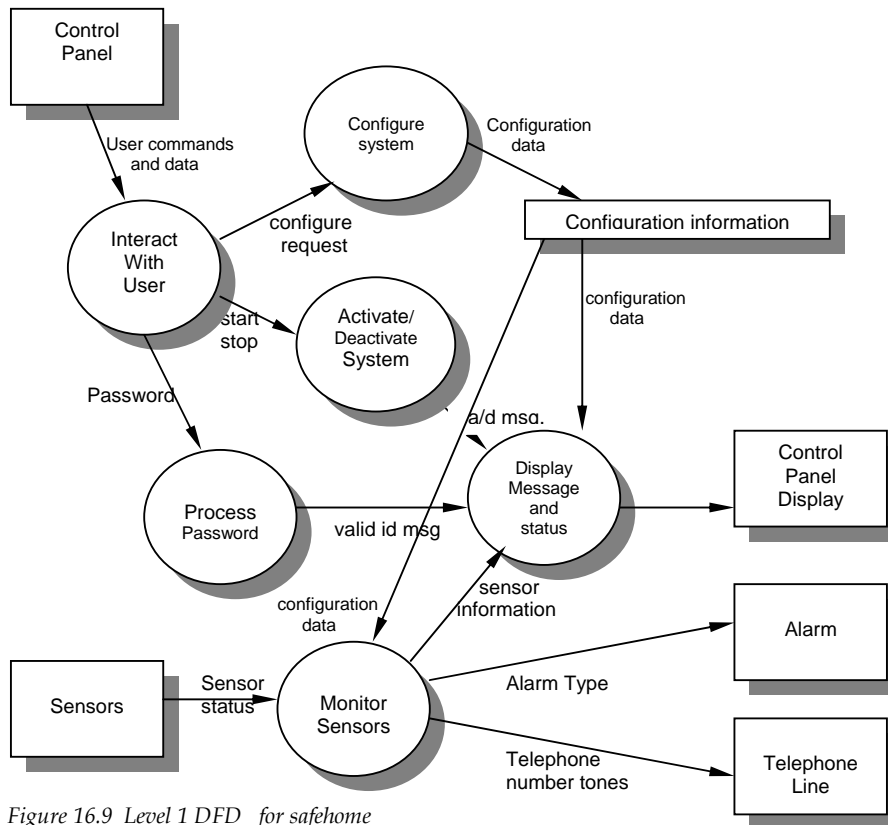 Control
Panel
User commands
and data
Configure
system
Configuration
data
Interact
With
User
configure
request
Configuration information
configuration
data
start
stop
Activate/
Deactivate
System
Password
a/d msg.
Process
Password
valid id msg
Display
Message
and
status
Control
Panel
Display
sensor
information
configuration
data
Sensors
Sensor
status
Monitor
Sensors
Alarm Type
Alarm
Telephone
number tones
Telephone
Line
Figure 16.9 Level 1 DFD for safehome